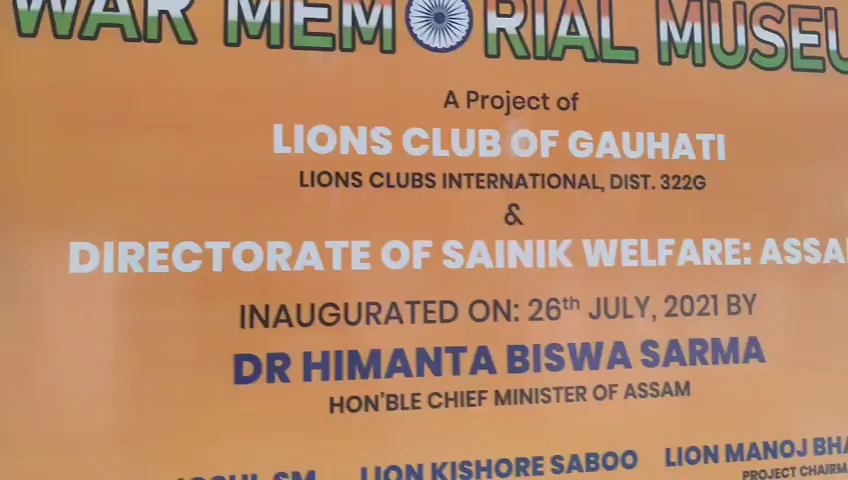 WAR MEMORIAL MUSEU
A Project of
LIONS CLUB OF GAUHATI
LIONS CLUBS INTERNATIONAL, DIST. 322G
&
DIRECTORATE OF SAINIK WELFARE: ASSA
INAUGURATED ON: 26th JULY, 2021 BY
DR HIMANTA BISWA SARMA
HON'BLE CHIEF MINISTER OF ASSAM
SM LION KISHORE SABOO LION MANOJ BHA
PROJECT CHAIRM